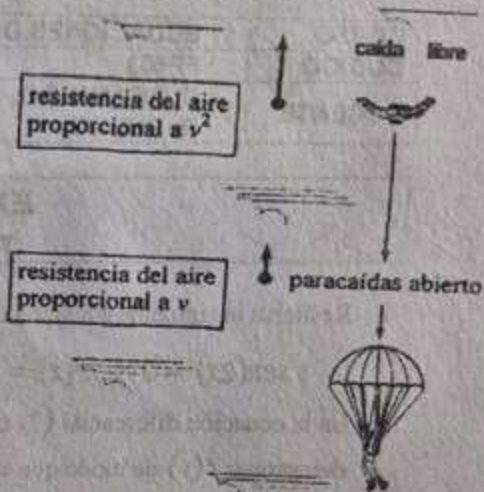 caída libre
resistencia del aire
proporcional a v²
resistencia del aire
proporcional a v
paracaídas abierto